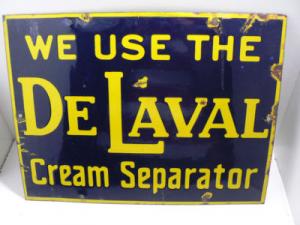 WE USE THE
DE LAVAL
Cream Separator